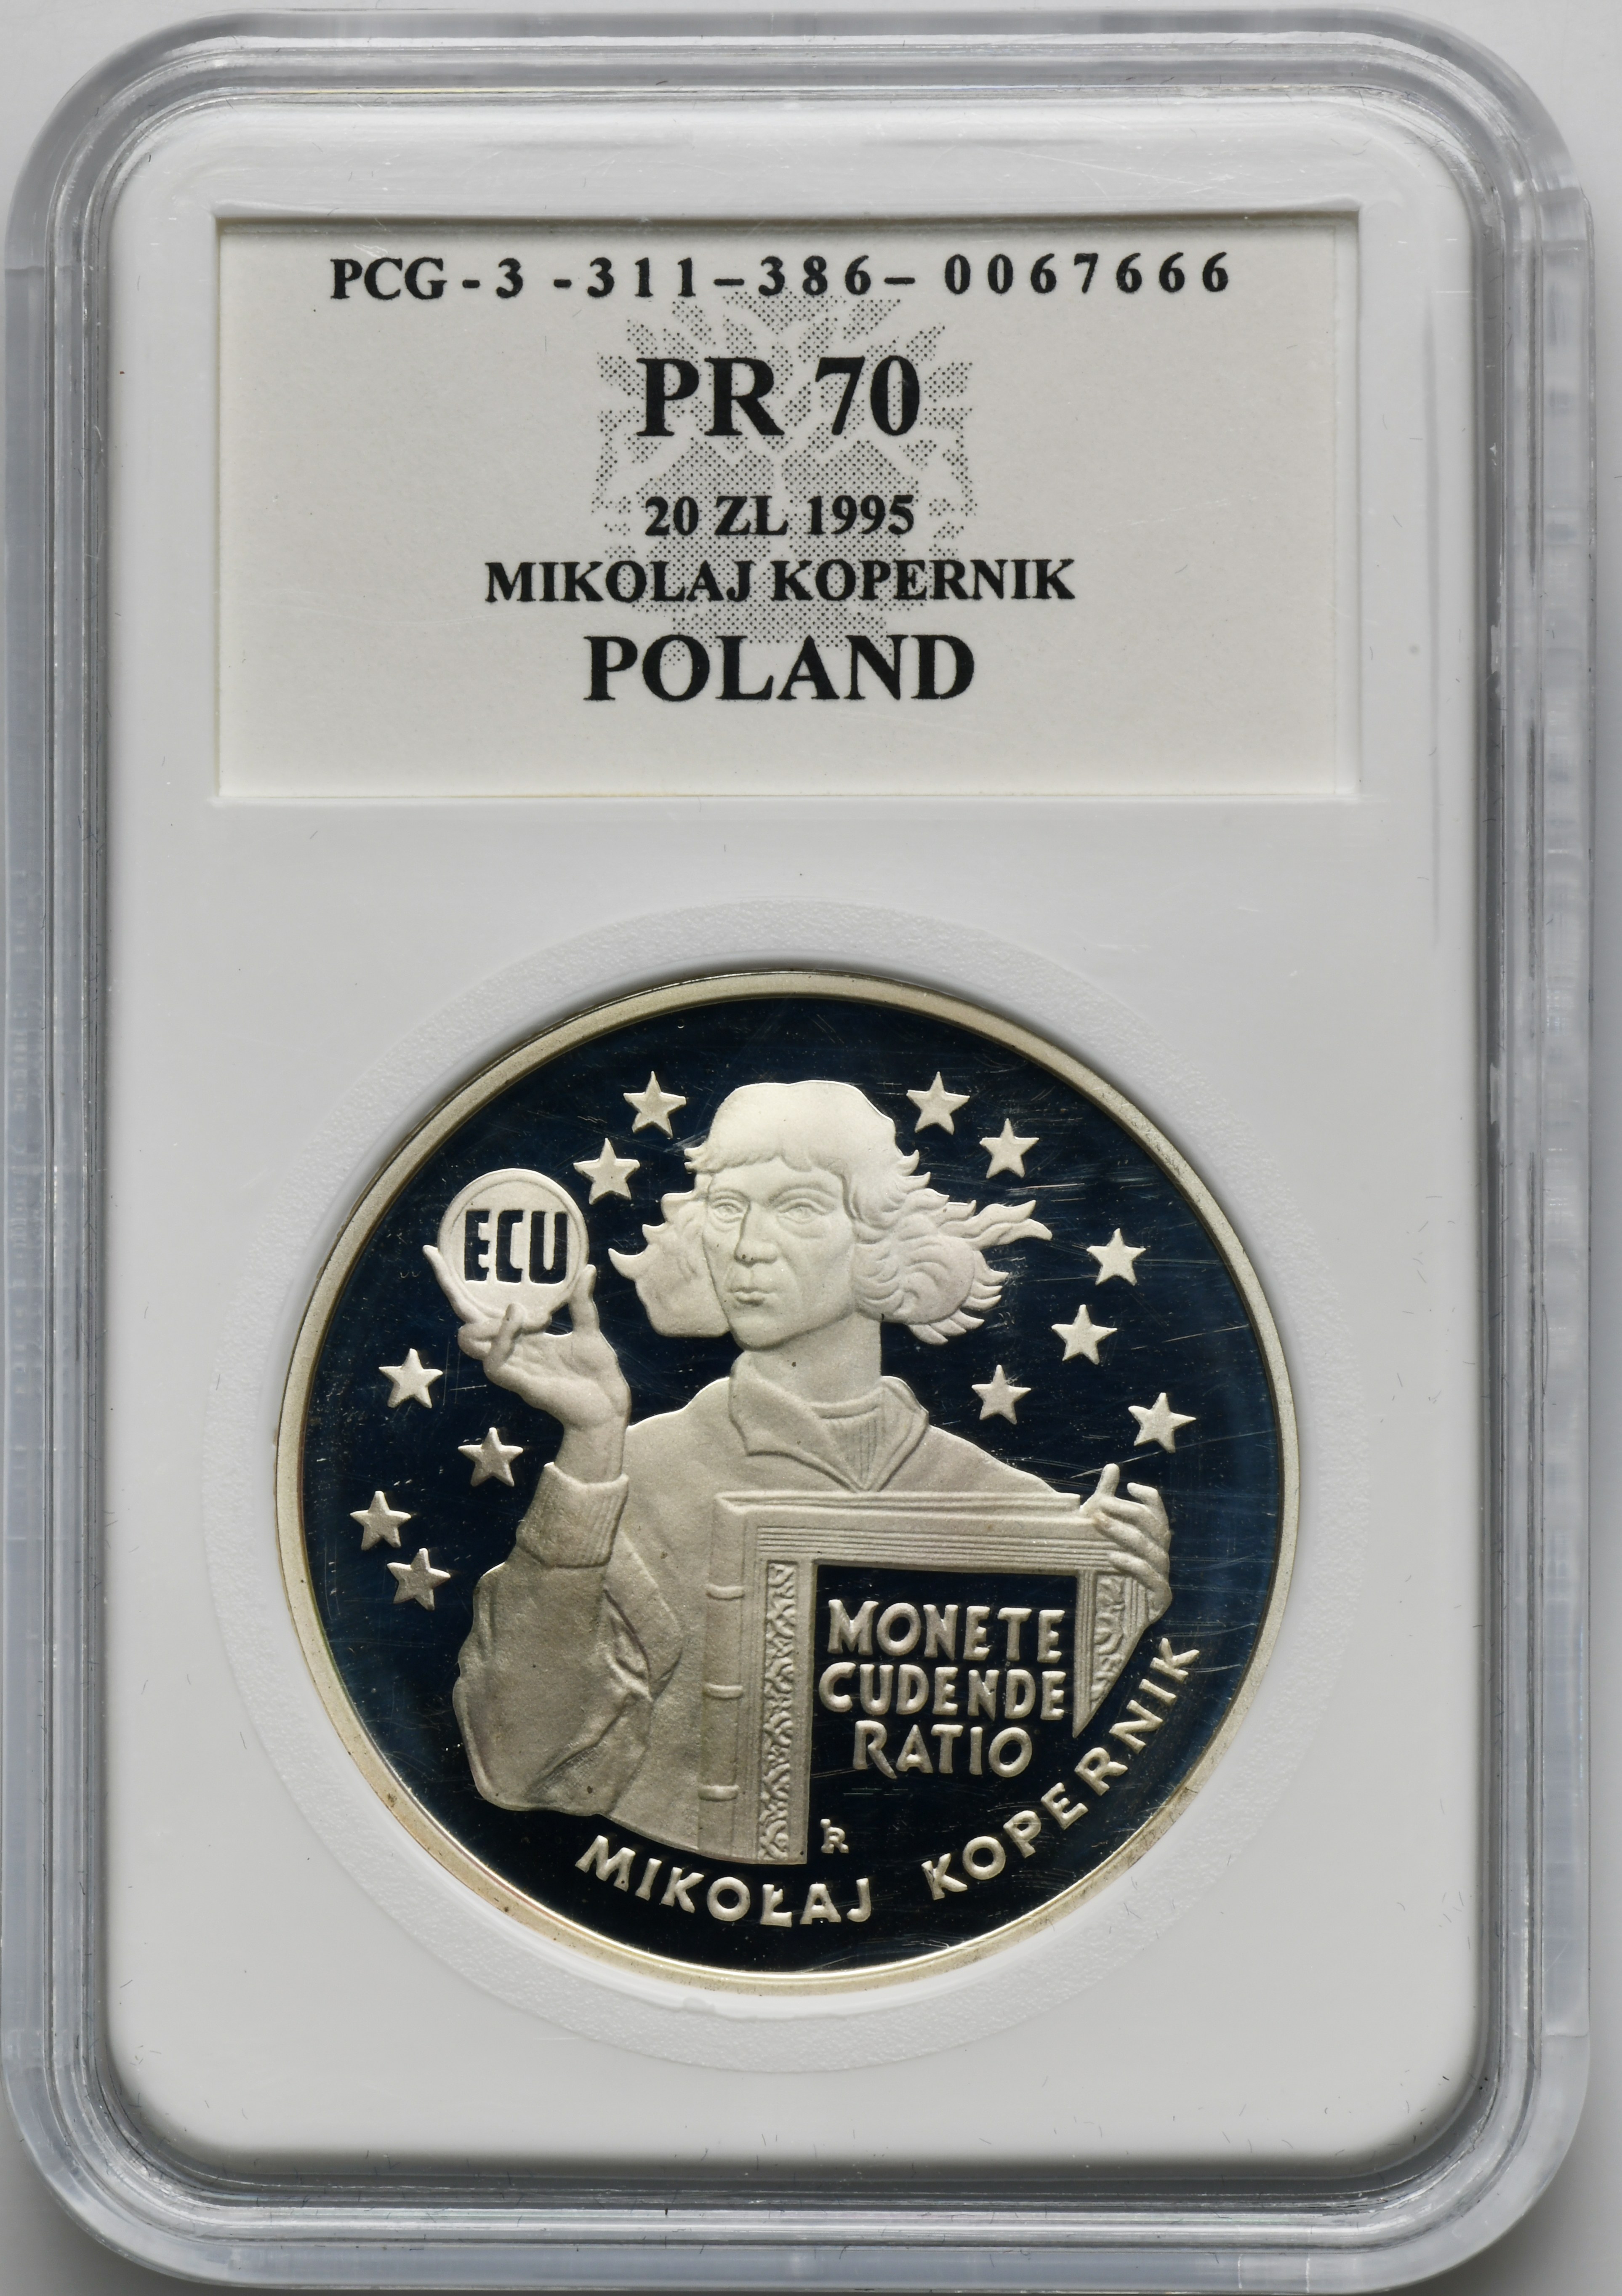 PCG - 3 - 311 - 386 - 0067666
PR 70
20 ZL 1995
MIKOLAJ KOPERNIK
POLAND
ECU
MONETE
CUDENDE
RATIO
MIKOŁAJ KOPERNIK